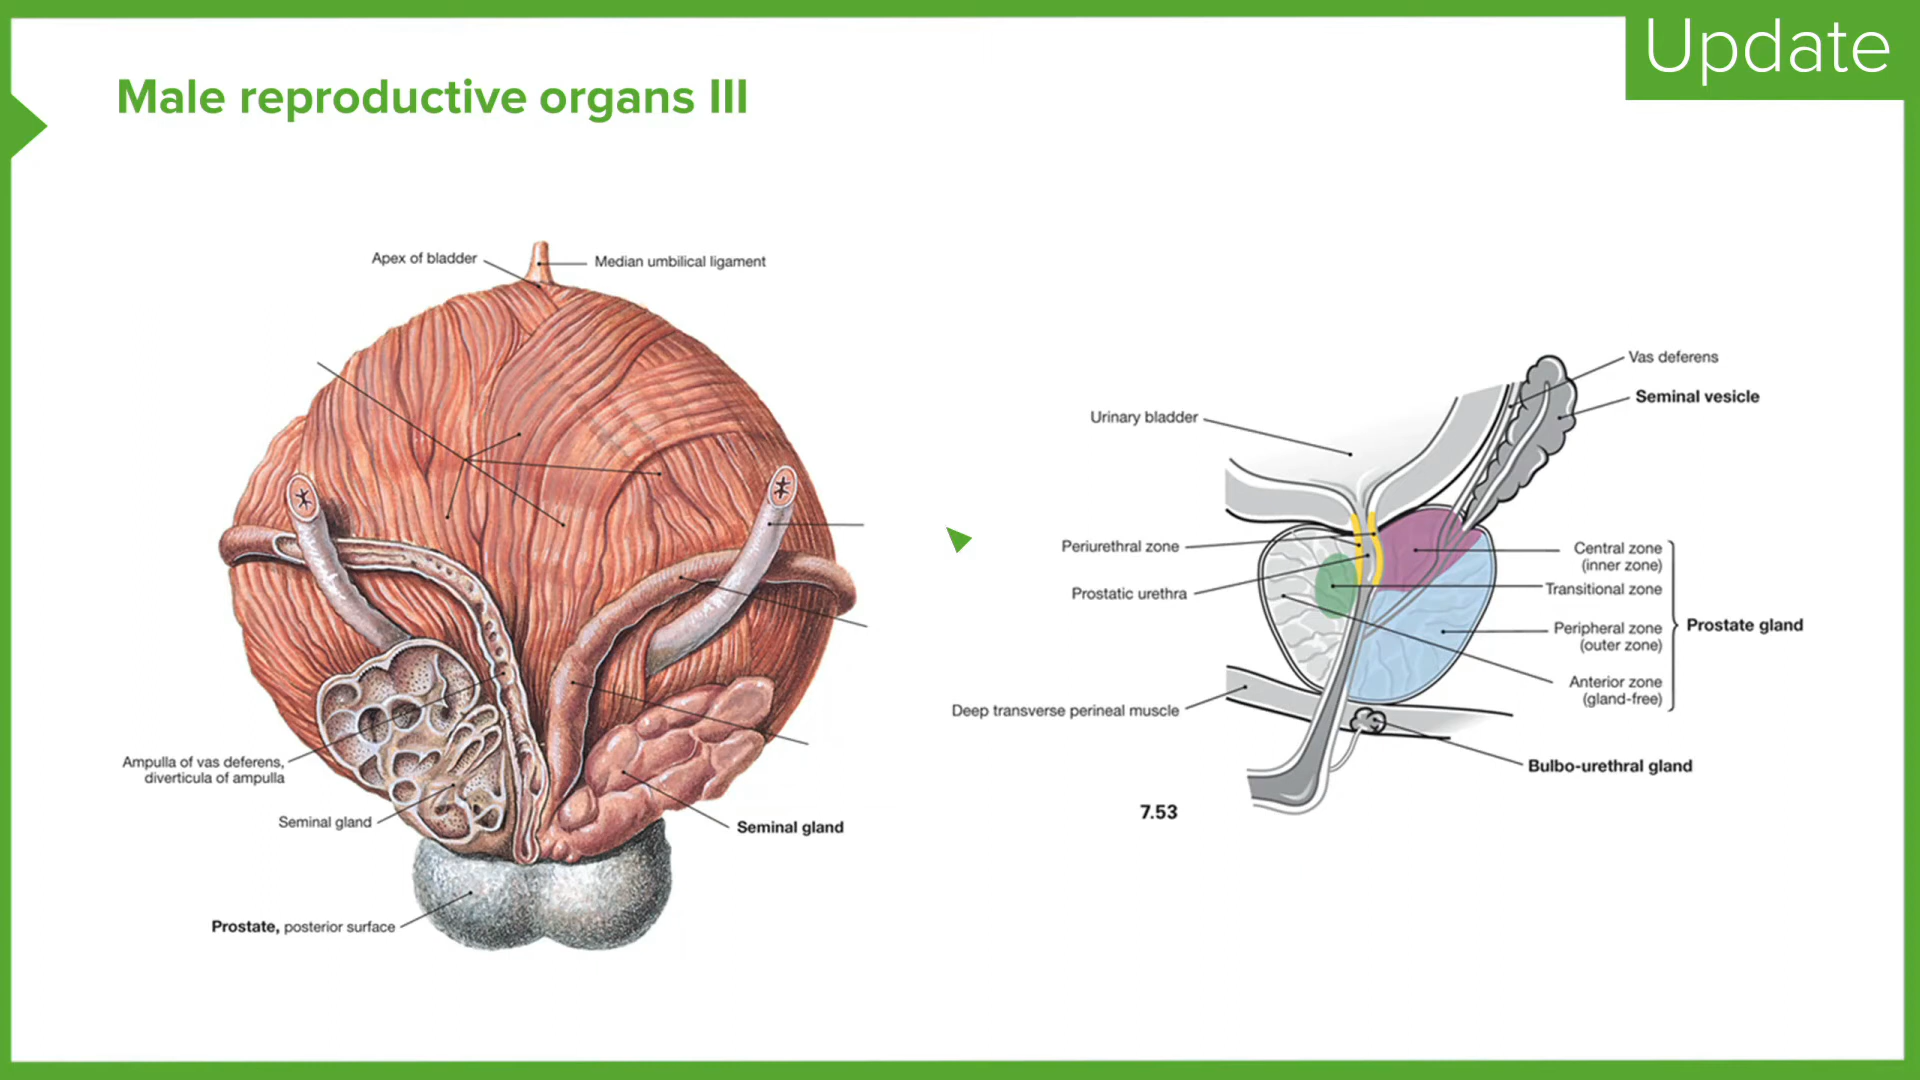 Update
Male reproductive organs III
Apex of bladder
Median umbilical ligament
Ampulla of vas deferens,
diverticula of ampulla
Seminal gland
Seminal gland
Prostate, posterior surface
Vas deferens
Seminal vesicle
Urinary bladder
Periurethral zone
Prostatic urethra
Central zone
(inner zone)
Transitional zone
Peripheral zone
(outer zone)
Prostate gland
Anterior zone
(gland-free)
Deep transverse perineal muscle
Bulbo-urethral gland
7.53